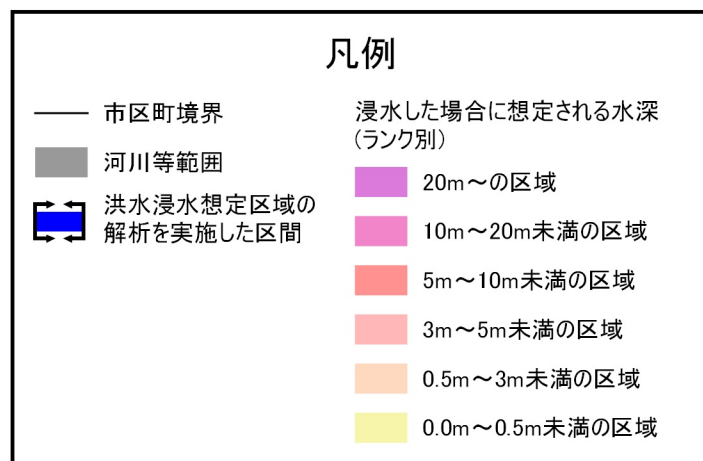 凡例
市区町境界
河川等範囲
洪水浸水想定区域の
解析を実施した区間
浸水した場合に想定される水深
(ランク別)
20m～の区域
10m～20m未満の区域
5m～10m未満の区域
3m～5m未満の区域
0.5m～3m未満の区域
0.0m～0.5m未満の区域